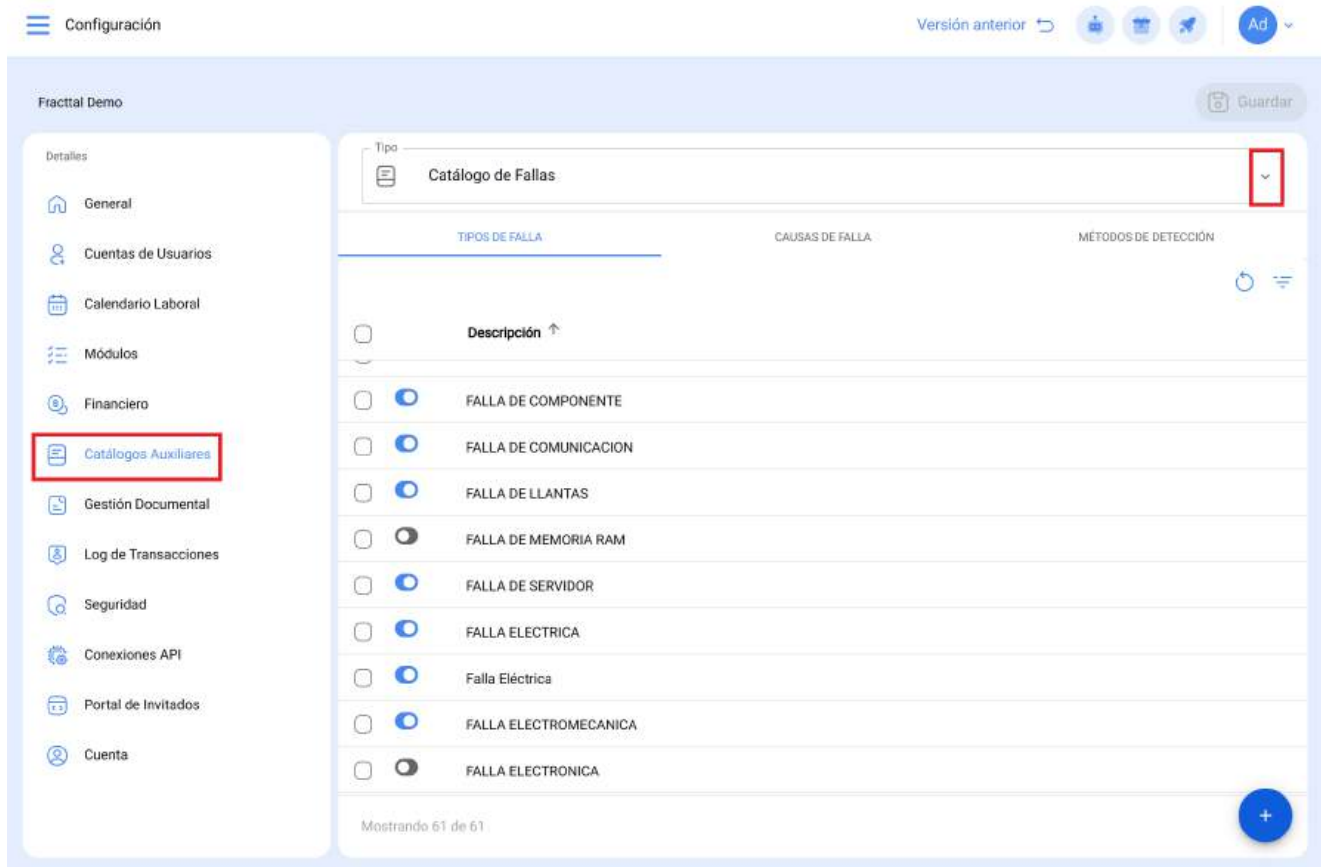 Configuración
Versión anterior
Ad
Fracttal Demo
Guardar
Detalles
General
Cuentas de Usuarios
Calendario Laboral
Módulos
Financiero
Catálogos Auxiliares
Gestión Documental
Log de Transacciones
Seguridad
Conexiones API
Portal de Invitados
Cuenta
Tipo
Catálogo de Fallas
TIPOS DE FALLA
CAUSAS DE FALLA
MÉTODOS DE DETECCIÓN
Descripción ↑
FALLA DE COMPONENTE
FALLA DE COMUNICACION
FALLA DE LLANTAS
FALLA DE MEMORIA RAM
FALLA DE SERVIDOR
FALLA ELECTRICA
Falla Eléctrica
FALLA ELECTROMECANICA
FALLA ELECTRONICA
Mostrando 61 de 61
+